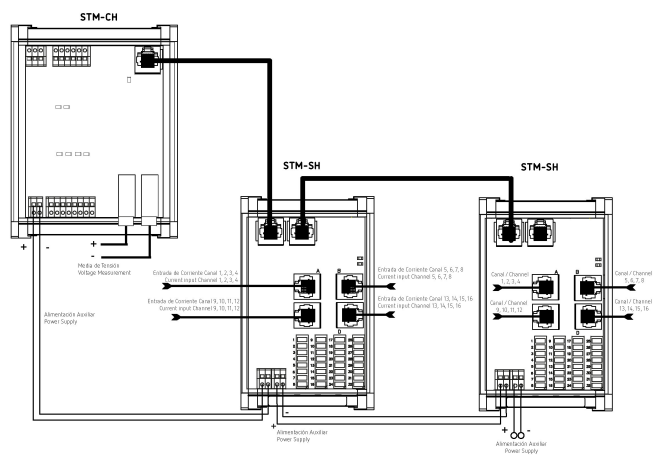 STM-CH
STM-SH
STM-SH
+ -
+
-
Media de Tensión
Voltage Measurement
Alimentación Auxiliar
Power Supply
A
B
D
Entrada de Corriente Canal 1, 2, 3, 4
Current input Channel 1, 2, 3, 4
Entrada de Corriente Canal 9, 10, 11, 12
Current input Channel 9, 10, 11, 12
Entrada de Corriente Canal 5, 6, 7, 8
Current input Channel 5, 6, 7, 8
Entrada de Corriente Canal 13, 14, 15, 16
Current input Channel 13, 14, 15, 16
+ -
Alimentación Auxiliar
Power Supply
Canal / Channel
1, 2, 3, 4
Canal / Channel
9, 10, 11, 12
A
B
D
Canal / Channel
5, 6, 7, 8
Canal / Channel
13, 14, 15, 16
+ -
Alimentación Auxiliar
Power Supply